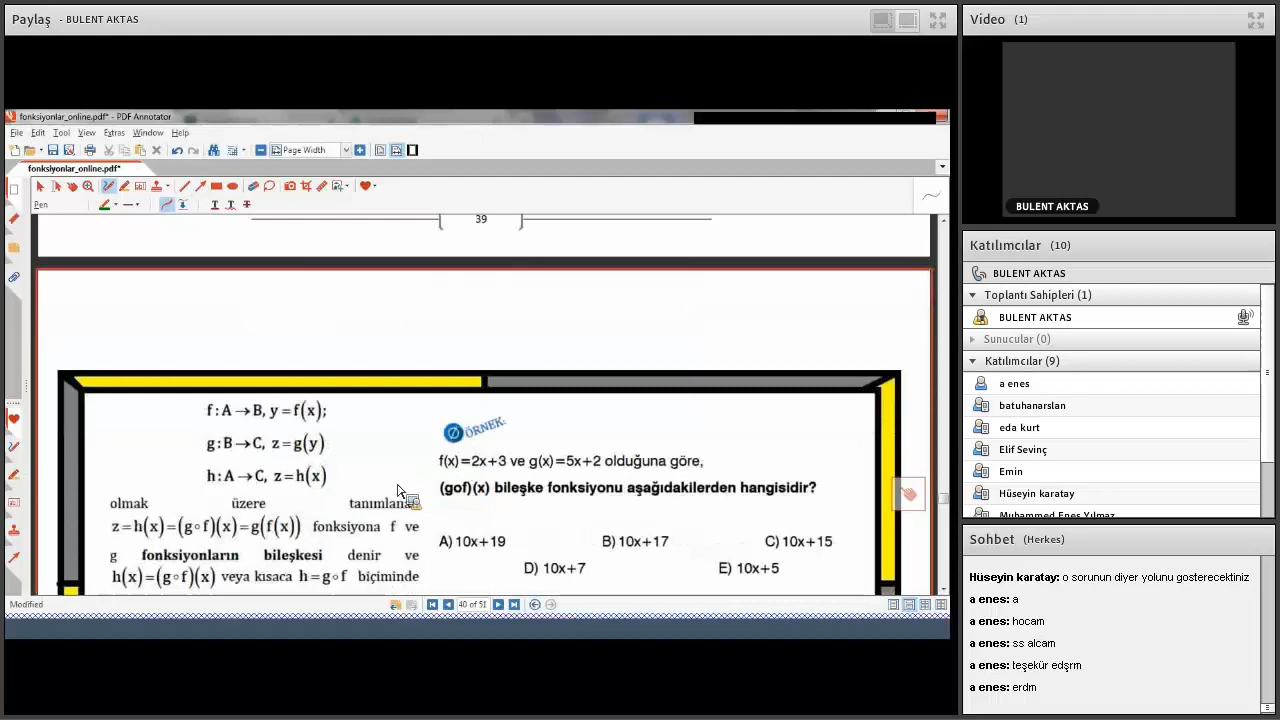 Paylaş - BULENT AKTAS
fonksiyonlar_online.pdf* - PDF Annotator
File Edit Tool View Extras Window Help
Page Width
fonksiyonlar_online.pdf*
Pen
39
f : A → B, y = f(x);
g : B → C, z = g(y)
h : A → C, z = h(x)
olmak üzere
z = h(x) = (g∘f)(x) = g(f(x)) fonksiyona f ve
g fonksiyonların bileşkesi denir ve
h(x) = (g∘f)(x) veya kısaca h = g∘f biçiminde
ÖRNEK:
f(x)=2x+3 ve g(x)=5x+2 olduğuna göre,
(gof)(x) bileşke fonksiyonu aşağıdakilerden hangisidir?
A) 10x+19 B) 10x+17 C) 10x+15
D) 10x+7 E) 10x+5
Modified
40 of 51
Video (1)
BULENT AKTAS
Katılımcılar (10)
BULENT AKTAS
Toplantı Sahipleri (1)
BULENT AKTAS
Sunucular (0)
Katılımcılar (9)
a enes
batuhanarslan
eda kurt
Elif Sevinç
Emin
Hüseyin karatay
Muhammed Enes Yılmaz
Sohbet (Herkes)
Hüseyin karatay: o sorunun diyer yolunu gosterecektiniz
a enes: a
a enes: hocam
a enes: ss alcam
a enes: teşekür edşrm
a enes: erdm